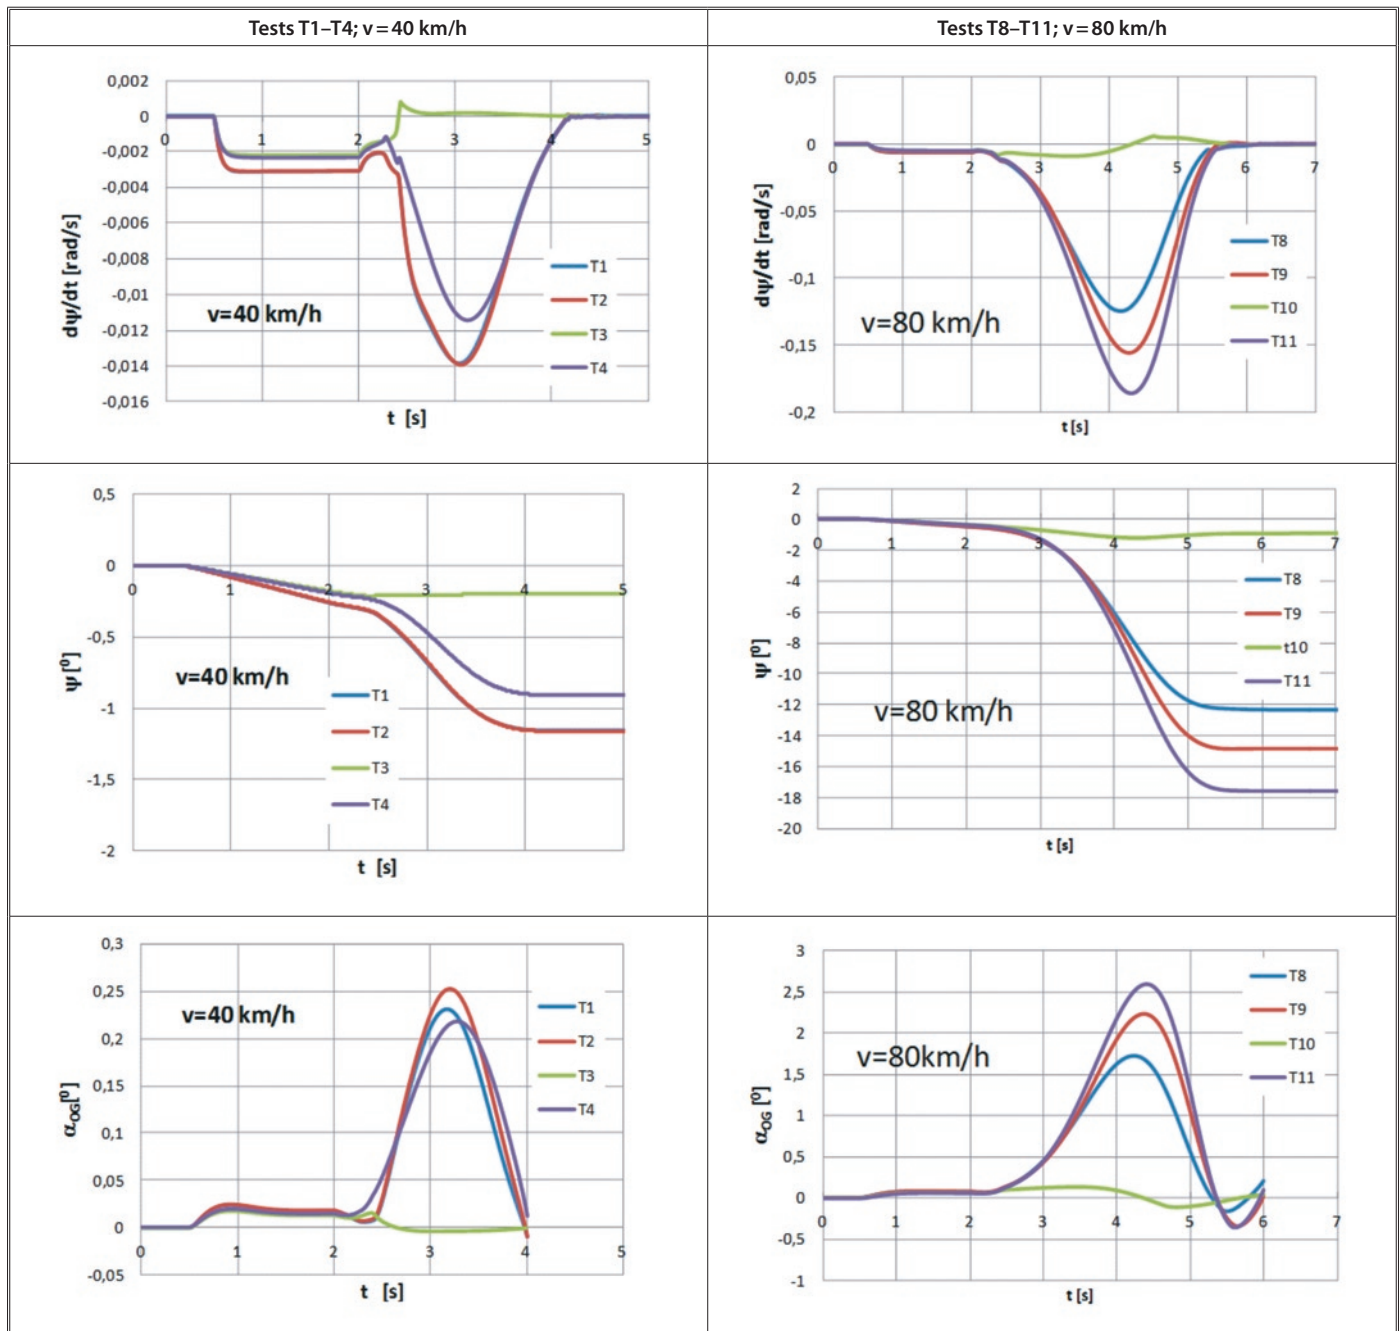 Tests T1–T4; v = 40 km/h
Tests T8–T11; v = 80 km/h
0,002
0
-0,002
-0,004
-0,006
-0,008
-0,01
-0,012
-0,014
-0,016
0 1 2 3 4 5
dψ/dt [rad/s]
t [s]
v=40 km/h
T1
T2
T3
T4
0,05
0
-0,05
-0,1
-0,15
-0,2
0 1 2 3 4 5 6 7
dψ/dt [rad/s]
t [s]
v=80 km/h
T8
T9
T10
T11
0,5
0
-0,5
-1
-1,5
-2
0 1 2 3 4 5
Ψ [⁰]
t [s]
v=40 km/h
T1
T2
T3
T4
2
0
-2
-4
-6
-8
-10
-12
-14
-16
-18
-20
0 1 2 3 4 5 6 7
Ψ [⁰]
t [s]
v=80 km/h
T8
T9
t10
T11
0,3
0,25
0,2
0,15
0,1
0,05
0
-0,05
0 1 2 3 4 5
α_OG[⁰]
t [s]
v=40 km/h
T1
T2
T3
T4
3
2,5
2
1,5
1
0,5
0
-0,5
-1
0 1 2 3 4 5 6 7
α_OG [⁰]
t [s]
v=80km/h
T8
T9
T10
T11